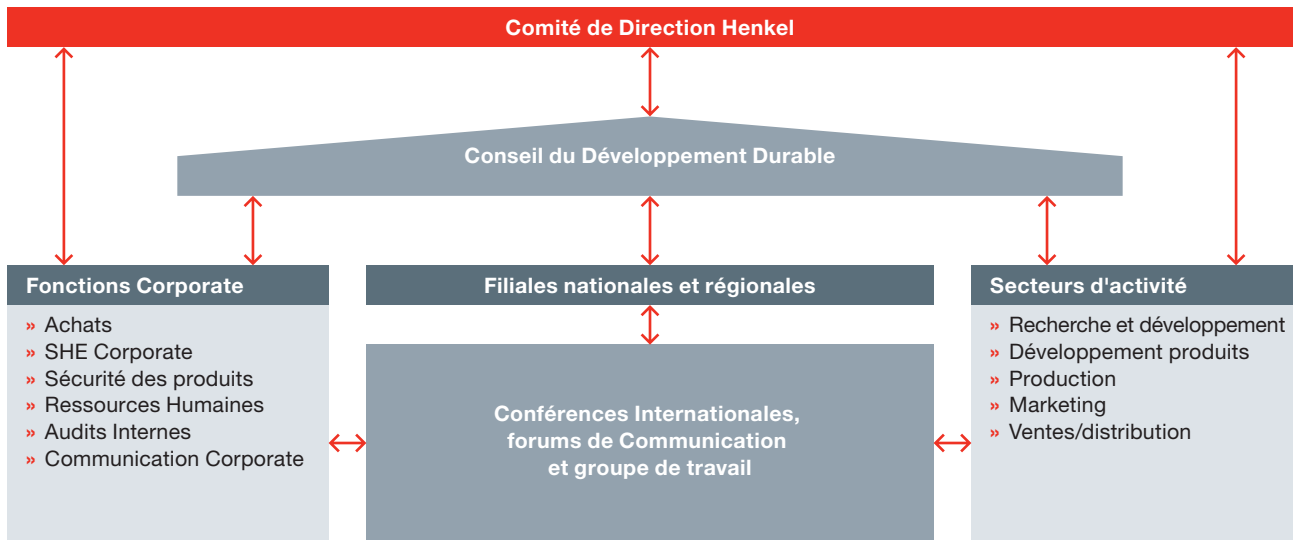 Comité de Direction Henkel
Conseil du Développement Durable
Fonctions Corporate
» Achats
» SHE Corporate
» Sécurité des produits
» Ressources Humaines
» Audits Internes
» Communication Corporate
Filiales nationales et régionales
Conférences Internationales,
forums de Communication
et groupe de travail
Secteurs d'activité
» Recherche et développement
» Développement produits
» Production
» Marketing
» Ventes/distribution